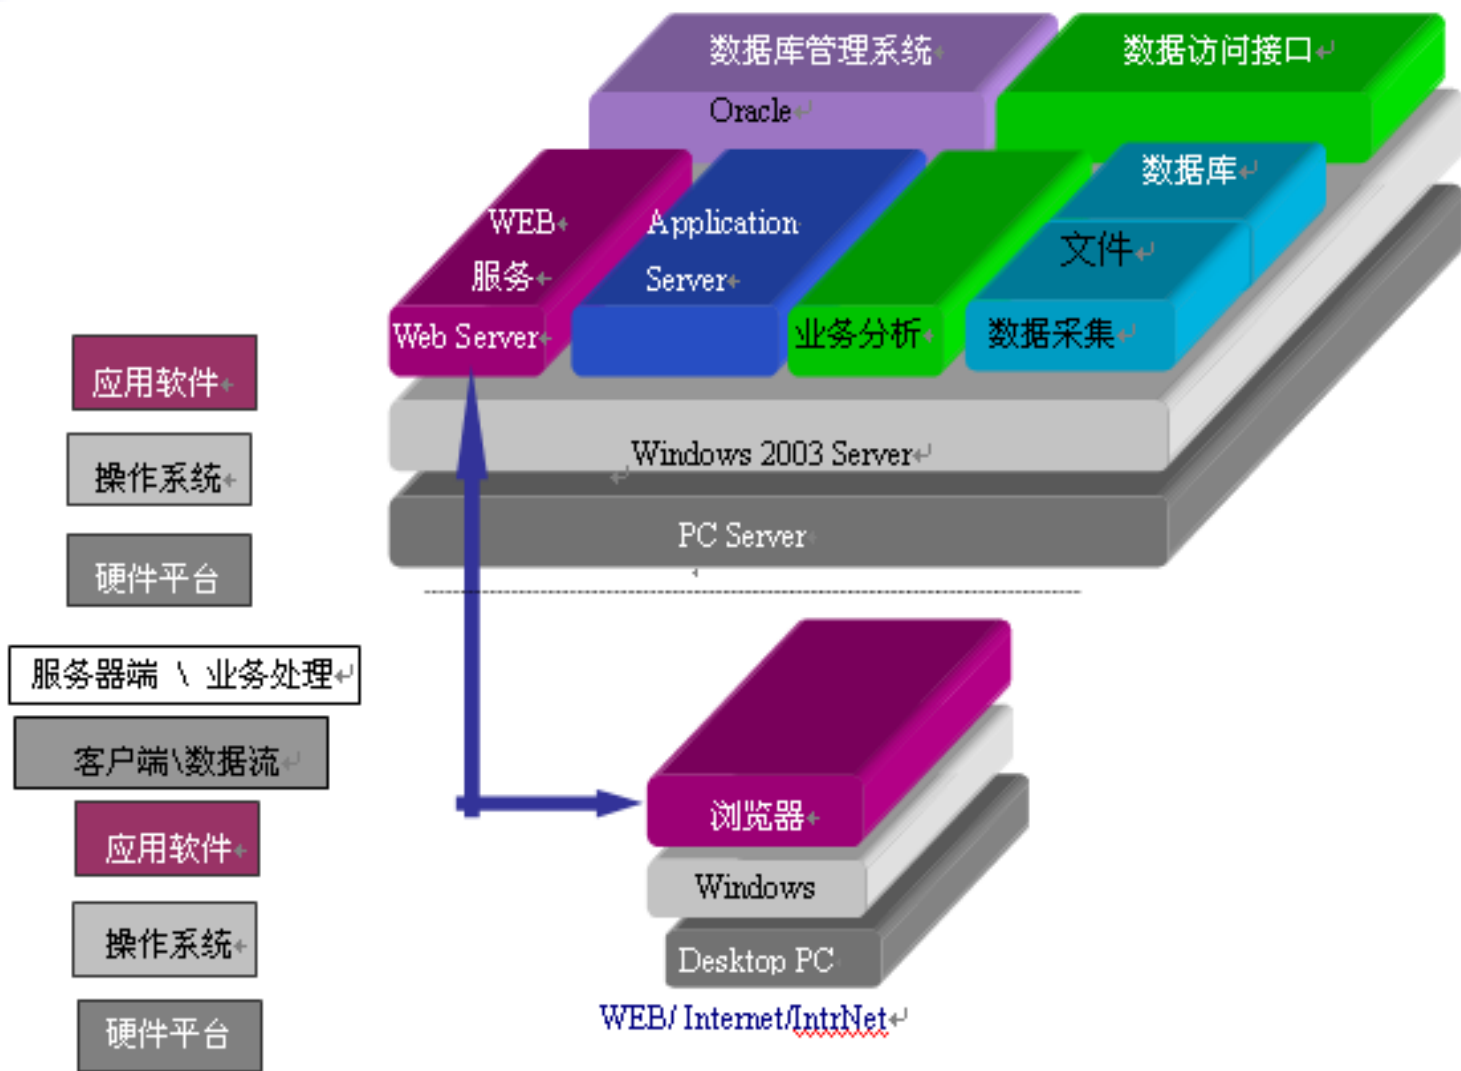 数据库管理系统
Oracle
数据访问接口
WEB
服务
Web Server
Application
Server
业务分析
数据库
文件
数据采集
Windows 2003 Server
PC Server
应用软件
操作系统
硬件平台
服务器端 \ 业务处理
客户端\数据流
应用软件
操作系统
硬件平台
浏览器
Windows
Desktop PC
WEB/ Internet/IntrNet